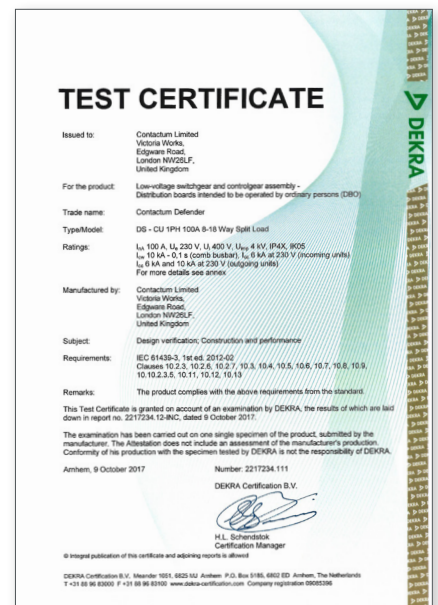 TEST CERTIFICATE
DEKRA
Issued to: Contactum Limited
Victoria Works,
Edgware Road,
London NW26LF,
United Kingdom
For the product: Low-voltage switchgear and controlgear assembly -
Distribution boards intended to be operated by ordinary persons (DBO)
Trade name: Contactum Defender
Type/Model: DS - CU 1PH 100A 8-18 Way Split Load
Ratings: InA 100 A, Ue 230 V, Ui 400 V, Uimp 4 kV, IP4X, IK05
Icw 10 kA - 0,1 s (comb busbar), 6 kA at 230 V (incoming units)
6 kA and 10 kA at 230 V (outgoing units)
For more details see annex
Manufactured by: Contactum Limited
Victoria Works,
Edgware Road,
London NW26LF,
United Kingdom
Subject: Design verification; Construction and performance
Requirements: IEC 61439-3, 1st ed. 2012-02
Clauses 10.2.3, 10.2.6, 10.2.7, 10.3, 10.4, 10.5, 10.6, 10.7, 10.8, 10.9,
10.10.2.3.5, 10.11, 10.12, 10.13
Remarks: The product complies with the above requirements from the standard.
This Test Certificate is granted on account of an examination by DEKRA, the results of which are laid
down in report no. 2217234.12-INC, dated 9 October 2017.
The examination has been carried out on one single specimen of the product, submitted by the
manufacturer. The Attestation does not include an assessment of the manufacturer's production.
Conformity of his production with the specimen tested by DEKRA is not the responsibility of DEKRA.
Arnhem, 9 October 2017 Number: 2217234.111
DEKRA Certification B.V.
H.L. Schendstok
Certification Manager
© Integral publication of this certificate and adjoining reports is allowed
DEKRA Certification B.V. Meander 1051, 6825 MJ Arnhem P.O. Box 5185, 6802 ED Arnhem, The Netherlands
T +31 88 96 83000 F +31 88 96 83100 www.dekra-certification.com Company registration 09085396